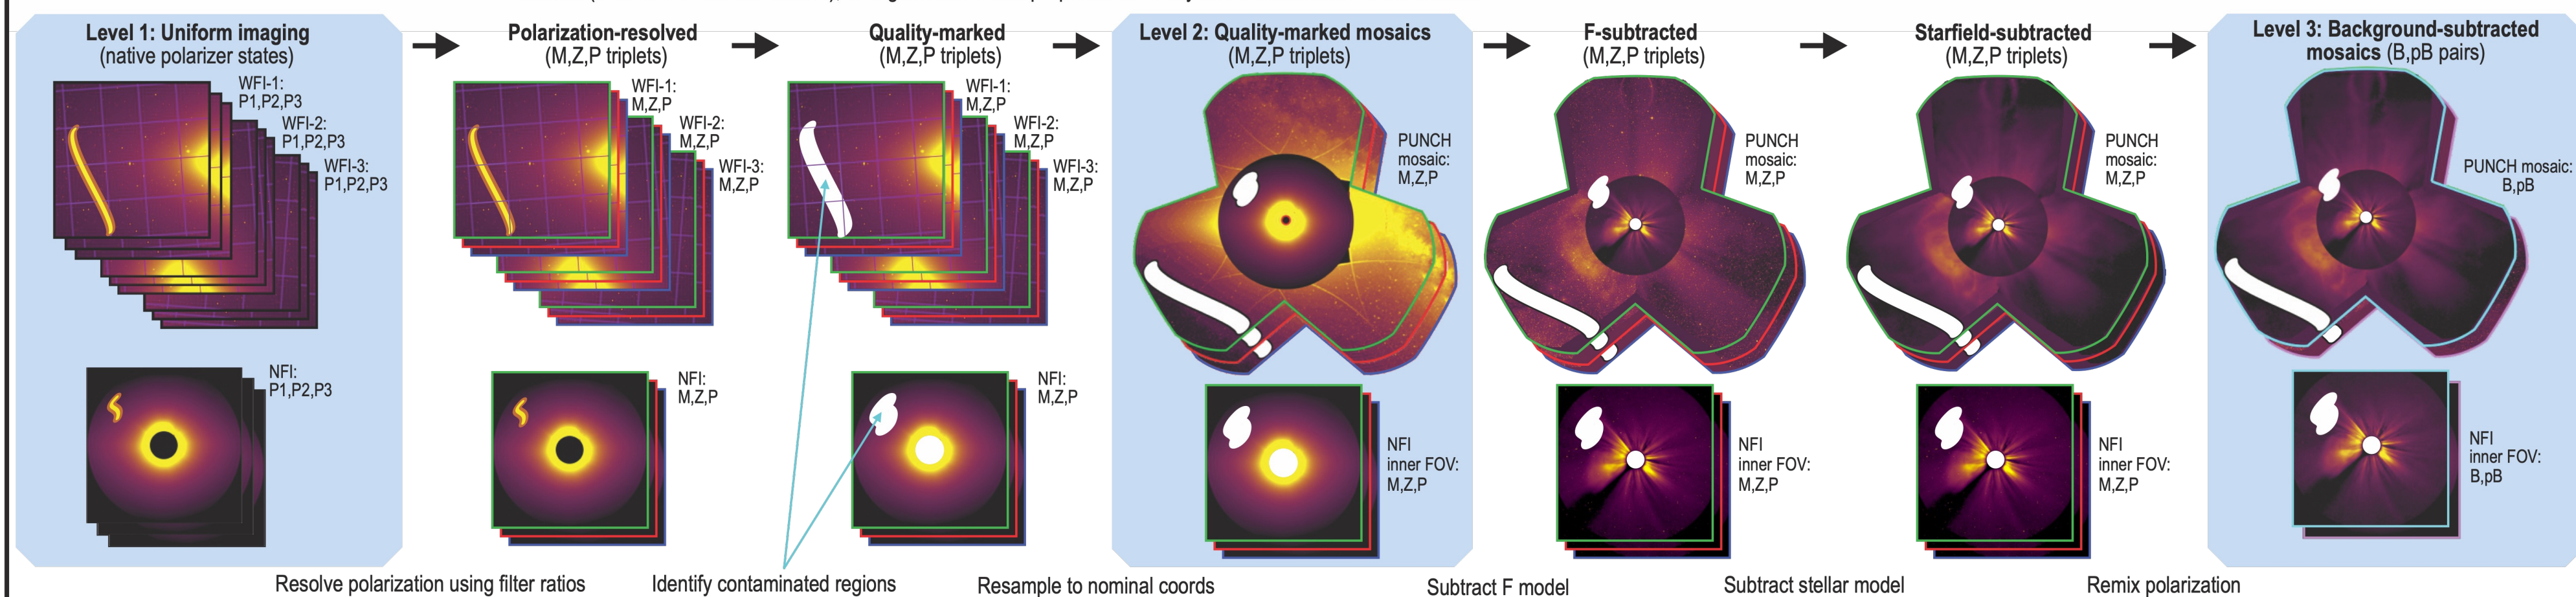 Level 1: Uniform imaging
(native polarizer states)
WFI-1:
P1,P2,P3
WFI-2:
P1,P2,P3
WFI-3:
P1,P2,P3
NFI:
P1,P2,P3
Resolve polarization using filter ratios
Polarization-resolved
(M,Z,P triplets)
WFI-1:
M,Z,P
WFI-2:
M,Z,P
WFI-3:
M,Z,P
NFI:
M,Z,P
Identify contaminated regions
Quality-marked
(M,Z,P triplets)
WFI-1:
M,Z,P
WFI-2:
M,Z,P
WFI-3:
M,Z,P
NFI:
M,Z,P
Resample to nominal coords
Level 2: Quality-marked mosaics
(M,Z,P triplets)
PUNCH
mosaic:
M,Z,P
NFI
inner FOV:
M,Z,P
Subtract F model
F-subtracted
(M,Z,P triplets)
PUNCH
mosaic:
M,Z,P
NFI
inner FOV:
M,Z,P
Subtract stellar model
Starfield-subtracted
(M,Z,P triplets)
PUNCH
mosaic:
M,Z,P
NFI
inner FOV:
M,Z,P
Remix polarization
Level 3: Background-subtracted
mosaics (B,pB pairs)
PUNCH mosaic:
B,pB
NFI
inner FOV:
B,pB